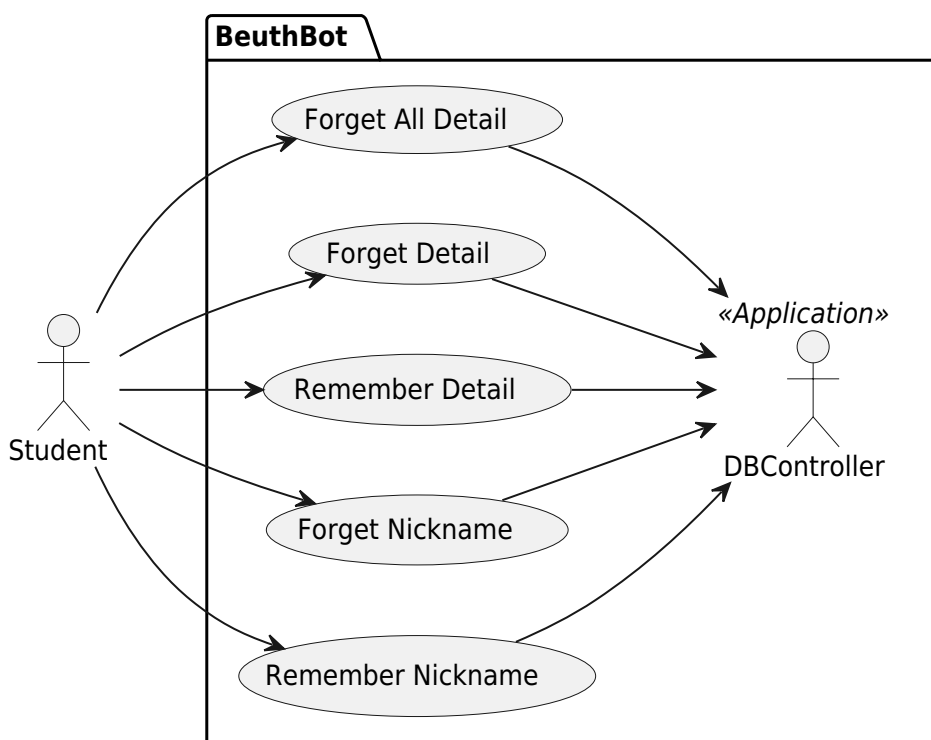 BeuthBot
Forget All Detail
Forget Detail
«Application»
Remember Detail
Student
DBController
Forget Nickname
Remember Nickname